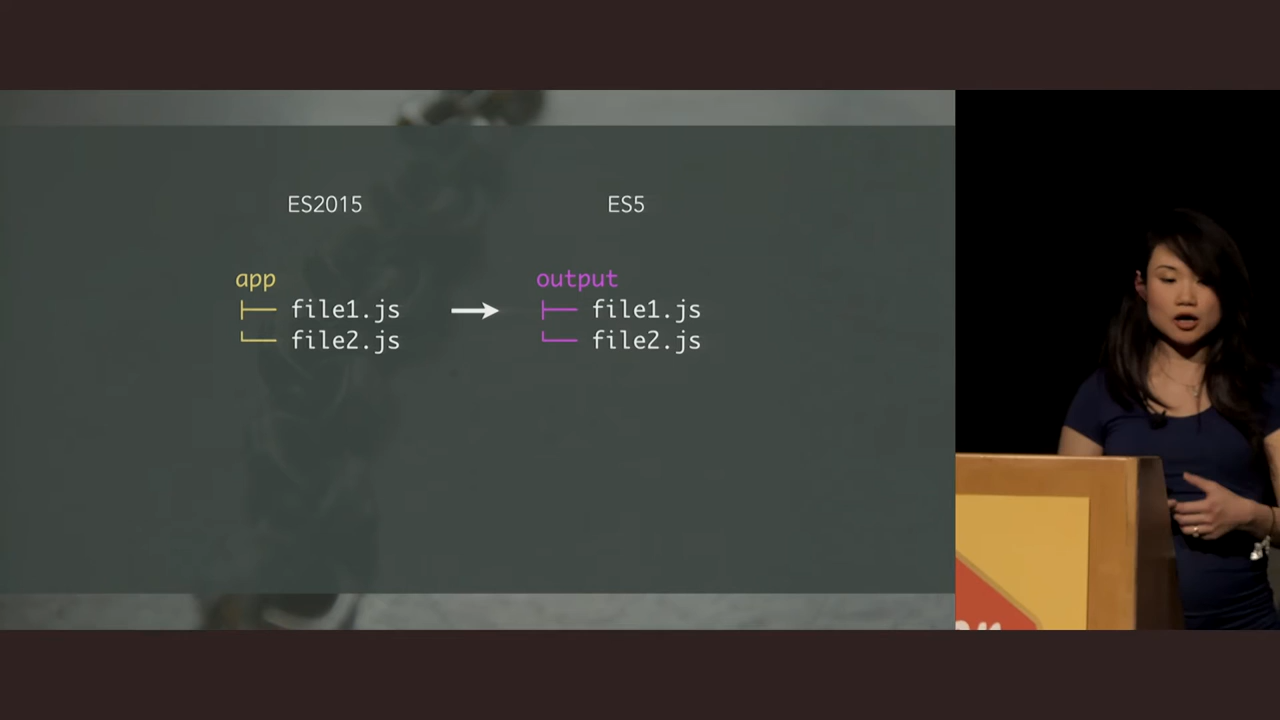 ES2015 ES5
app output
├── file1.js ├── file1.js
└── file2.js └── file2.js